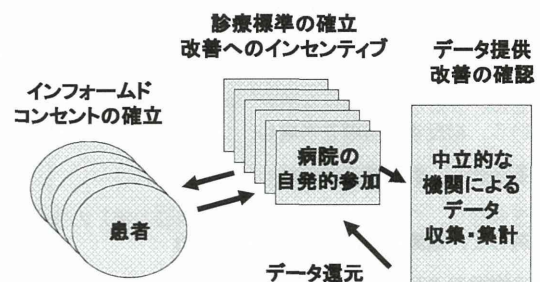 診療標準の確立
改善へのインセンティブ
データ提供
改善の確認
インフォームド
コンセントの確立
病院の
自発的参加
中立的な
機関による
データ
収集・集計
患者
データ還元